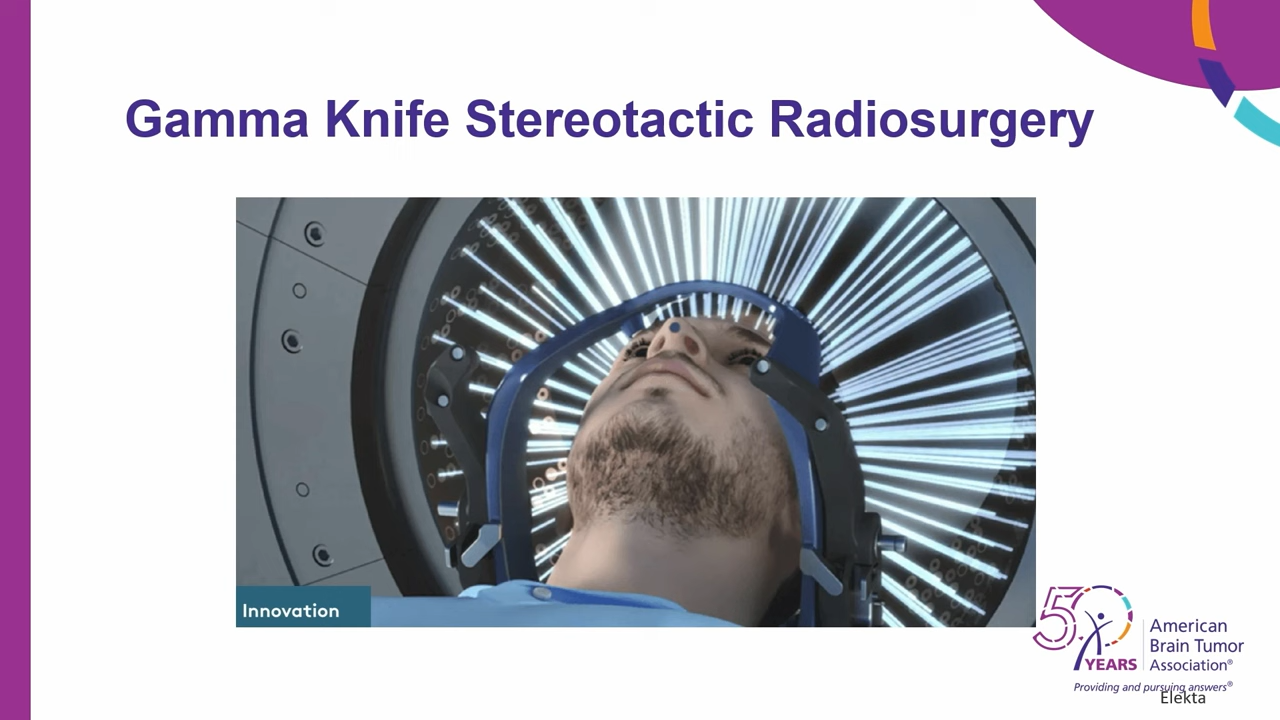 Gamma Knife Stereotactic Radiosurgery
Innovation
50
YEARS
American
Brain Tumor
Association®
Providing and pursuing answers®
Elekta